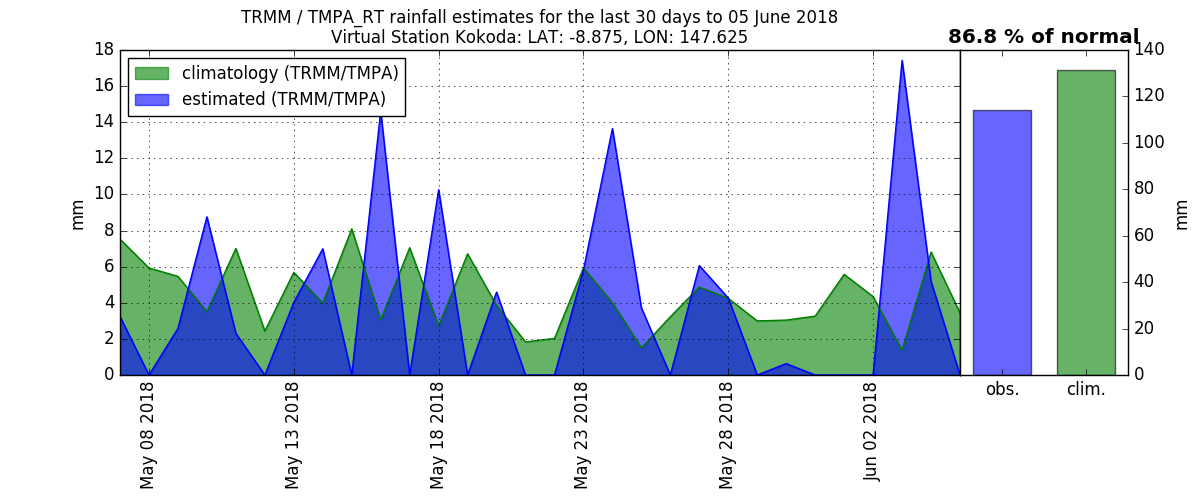 TRMM / TMPA_RT rainfall estimates for the last 30 days to 05 June 2018
Virtual Station Kokoda: LAT: -8.875, LON: 147.625
86.8 % of normal
climatology (TRMM/TMPA)
estimated (TRMM/TMPA)
18
16
14
12
10
8
6
4
2
0
mm
May 08 2018
May 13 2018
May 18 2018
May 23 2018
May 28 2018
Jun 02 2018
obs.
clim.
140
120
100
80
60
40
20
0
mm